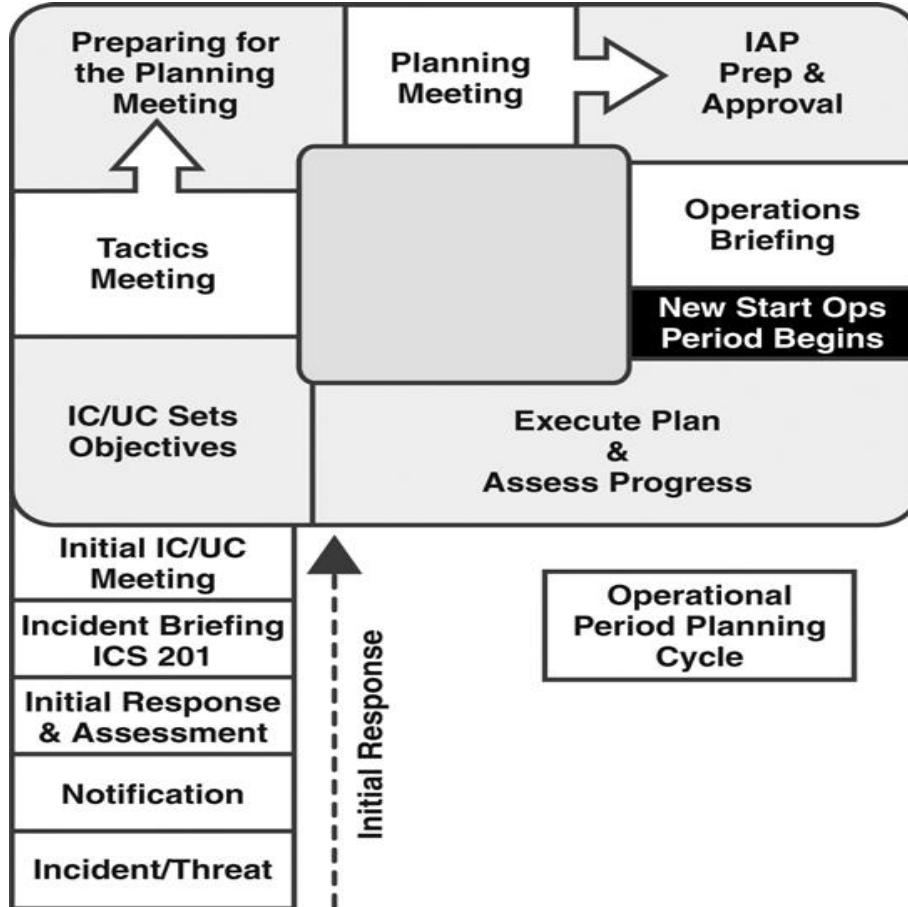 Preparing for
the Planning
Meeting
Planning
Meeting
IAP
Prep &
Approval
Tactics
Meeting
Operations
Briefing
New Start Ops
Period Begins
IC/UC Sets
Objectives
Execute Plan
&
Assess Progress
Initial IC/UC
Meeting
Incident Briefing
ICS 201
Initial Response
& Assessment
Notification
Incident/Threat
Initial Response
Operational
Period Planning
Cycle